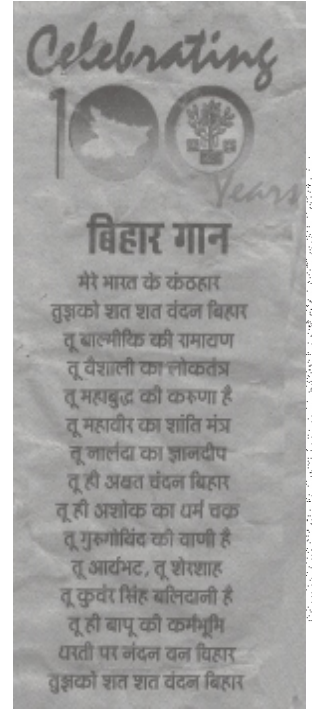 Celebrating
100
Years
बिहार गान
मेरे भारत के कंठहार
तुझको शत शत वंदन बिहार
तू बाल्मीकि की रामायण
तू वैशाली का लोकतंत्र
तू महाबुद्ध की करूणा है
तू महावीर का शांति मंत्र
तू नालंदा का ज्ञानदीप
तू ही अक्षत चंदन बिहार
तू ही अशोक का धर्म चक्र
तू गुरूगोविंद की वाणी है
तू आर्यभट, तू शेरशाह
तू कुवंर सिंह बलिदानी है
तू ही बापू की कर्मभूमि
धरती पर नंदन वन बिहार
तुझको शत शत वंदन बिहार